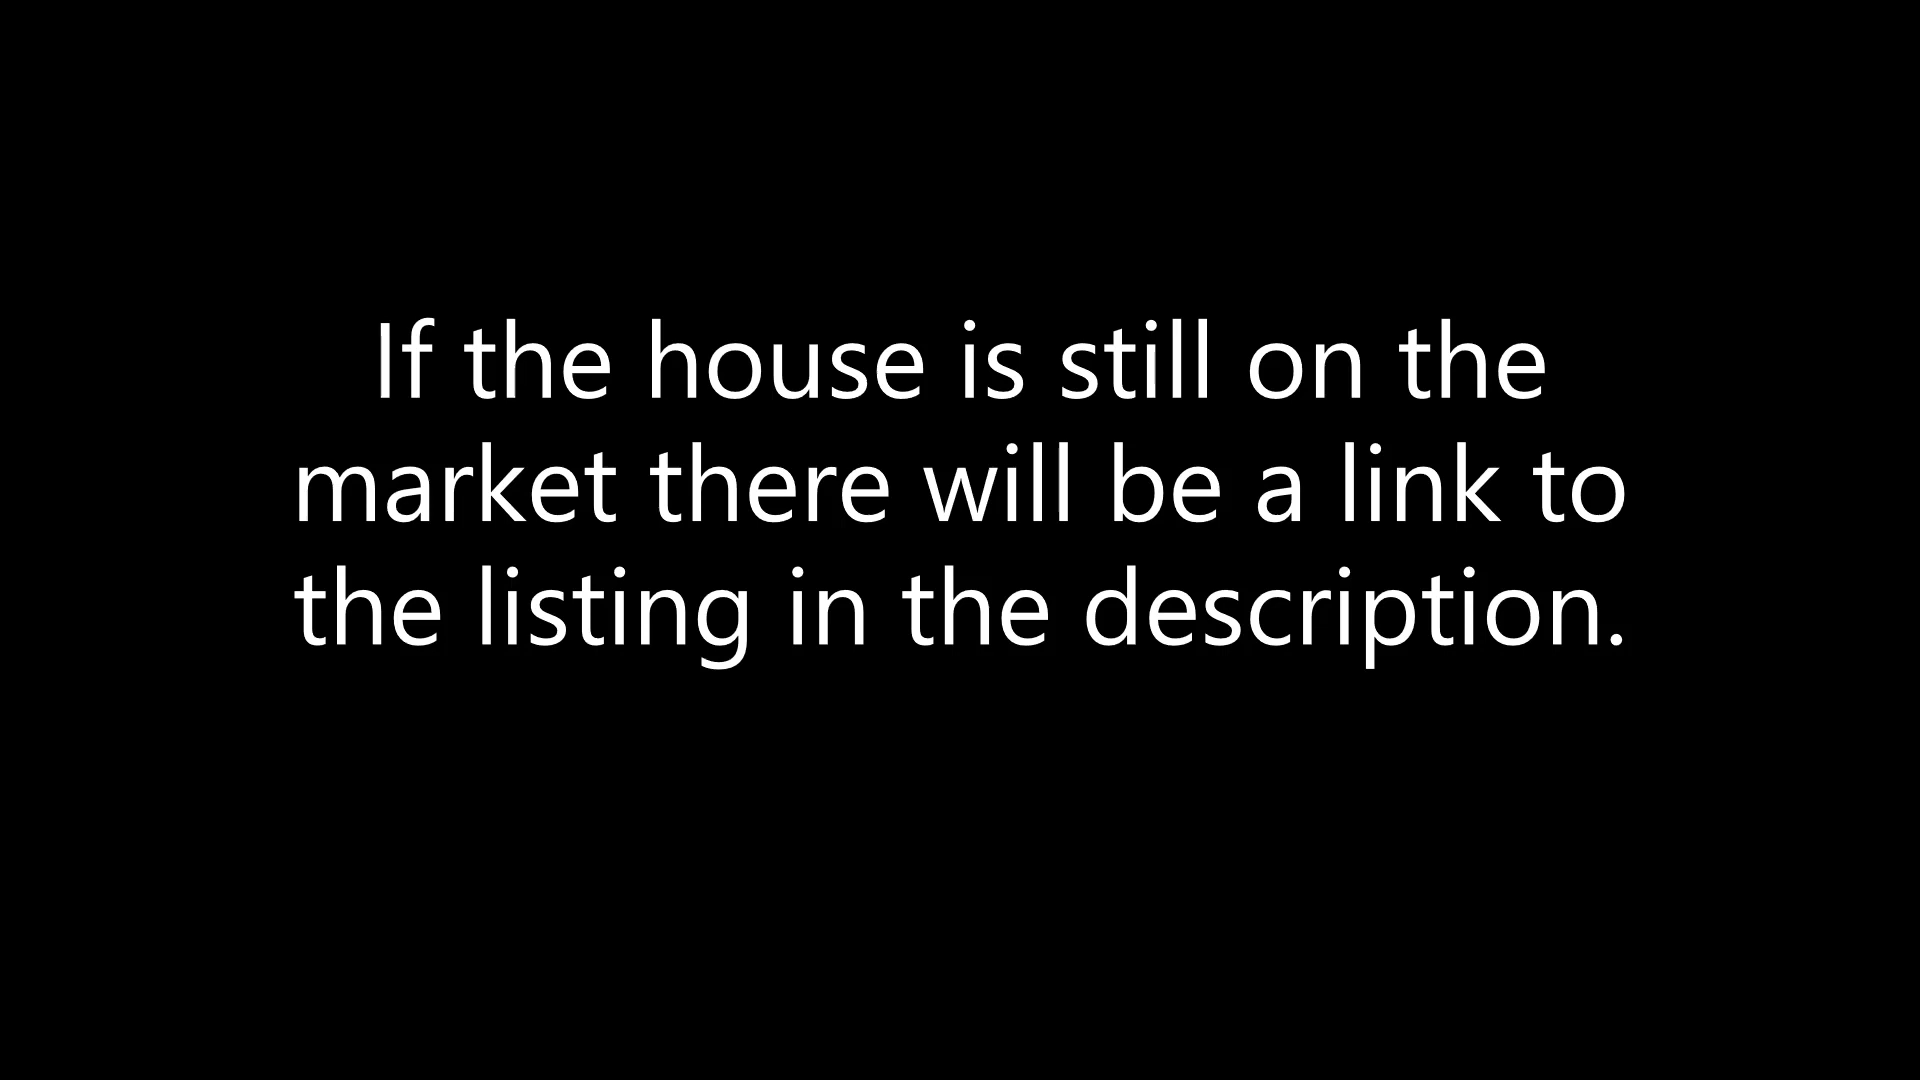 If the house is still on the
market there will be a link to
the listing in the description.